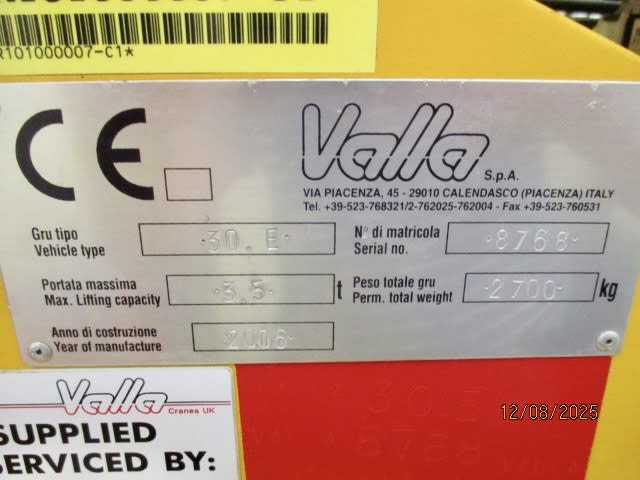 R101000007-C1*
CE
Valla S.p.A.
VIA PIACENZA, 45 - 29010 CALENDASCO (PIACENZA) ITALY
Tel. +39-523-768321/2-762025-762004 - Fax +39-523-760531
Gru tipo
Vehicle type
·30.E·
N° di matricola
Serial no.
·8768·
Portata massima
Max. Lifting capacity
·3.5· t
Peso totale gru
Perm. total weight
·2700· kg
Anno di costruzione
Year of manufacture
·2006·
Valla
Cranes UK
SUPPLIED
SERVICED BY:
30E
8768
12/08/2025